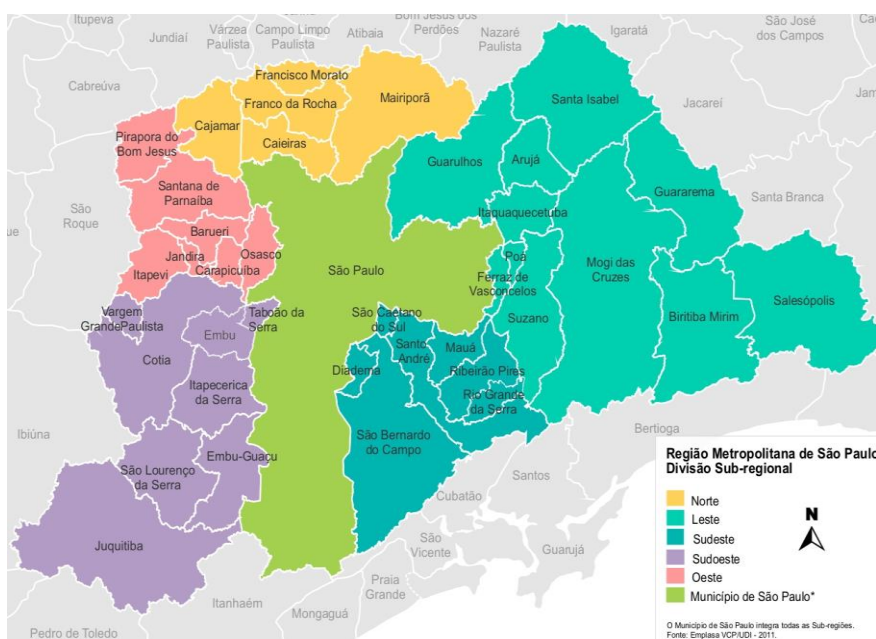 Itupeva
Jundiaí
Várzea
Paulista
Campo Limpo
Paulista
Atibaia
Bom Jesus dos
Perdões
Nazaré
Paulista
Igaratá
São José
dos Campos
Cabreúva
Francisco Morato
Franco da Rocha
Mairiporã
Santa Isabel
Jacareí
Cajamar
Caieiras
Pirapora do
Bom Jesus
Guarulhos
Arujá
Santana de
Parnaíba
Guararema
Santa Branca
São
Roque
Itaquaquecetuba
Barueri
Jandira
Osasco
Carapicuíba
Itapevi
São Paulo
Poá
Ferraz de
Vasconcelos
Mogi das
Cruzes
Salesópolis
Vargem
GrandePaulista
Taboão da
Serra
São Caetano
do Sul
Suzano
Biritiba Mirim
Embu
Cotia
Santo
André
Mauá
Diadema
Ribeirão Pires
Itapecerica
da Serra
Rio Grande
da Serra
Ibiúna
São Bernardo
do Campo
Bertioga
Embu-Guaçu
São Lourenço
da Serra
Santos
Cubatão
Juquitiba
São
Vicente
Guarujá
Praia
Grande
Itanhaém
Mongaguá
Pedro de Toledo
Região Metropolitana de São Paulo
Divisão Sub-regional
Norte
Leste
Sudeste
Sudoeste
Oeste
Município de São Paulo*
N
O Município de São Paulo integra todas as Sub-regiões.
Fonte: Emplasa VCP/UDI - 2011.